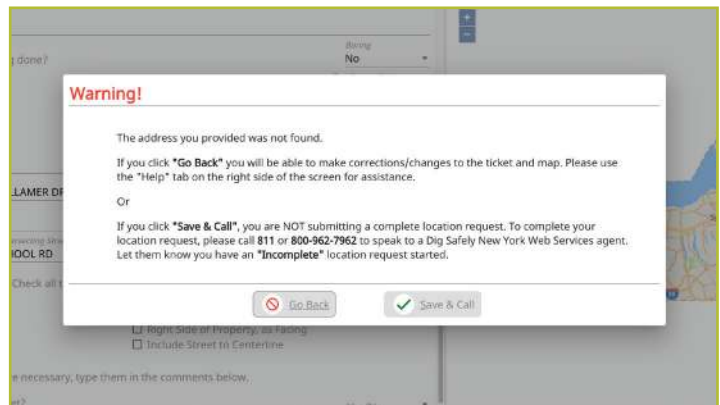 Boring
done?
No
Warning!
The address you provided was not found.
If you click "Go Back" you will be able to make corrections/changes to the ticket and map. Please use
the "Help" tab on the right side of the screen for assistance.
Or
If you click "Save & Call", you are NOT submitting a complete location request. To complete your
location request, please call 811 or 800-962-7962 to speak to a Dig Safely New York Web Services agent.
Let them know you have an "Incomplete" location request started.
Go Back
Save & Call
LAMER DR
OOL RD
Check all t
Right Side of Property, as Facing
Include Street to Centerline
e necessary, type them in the comments below.